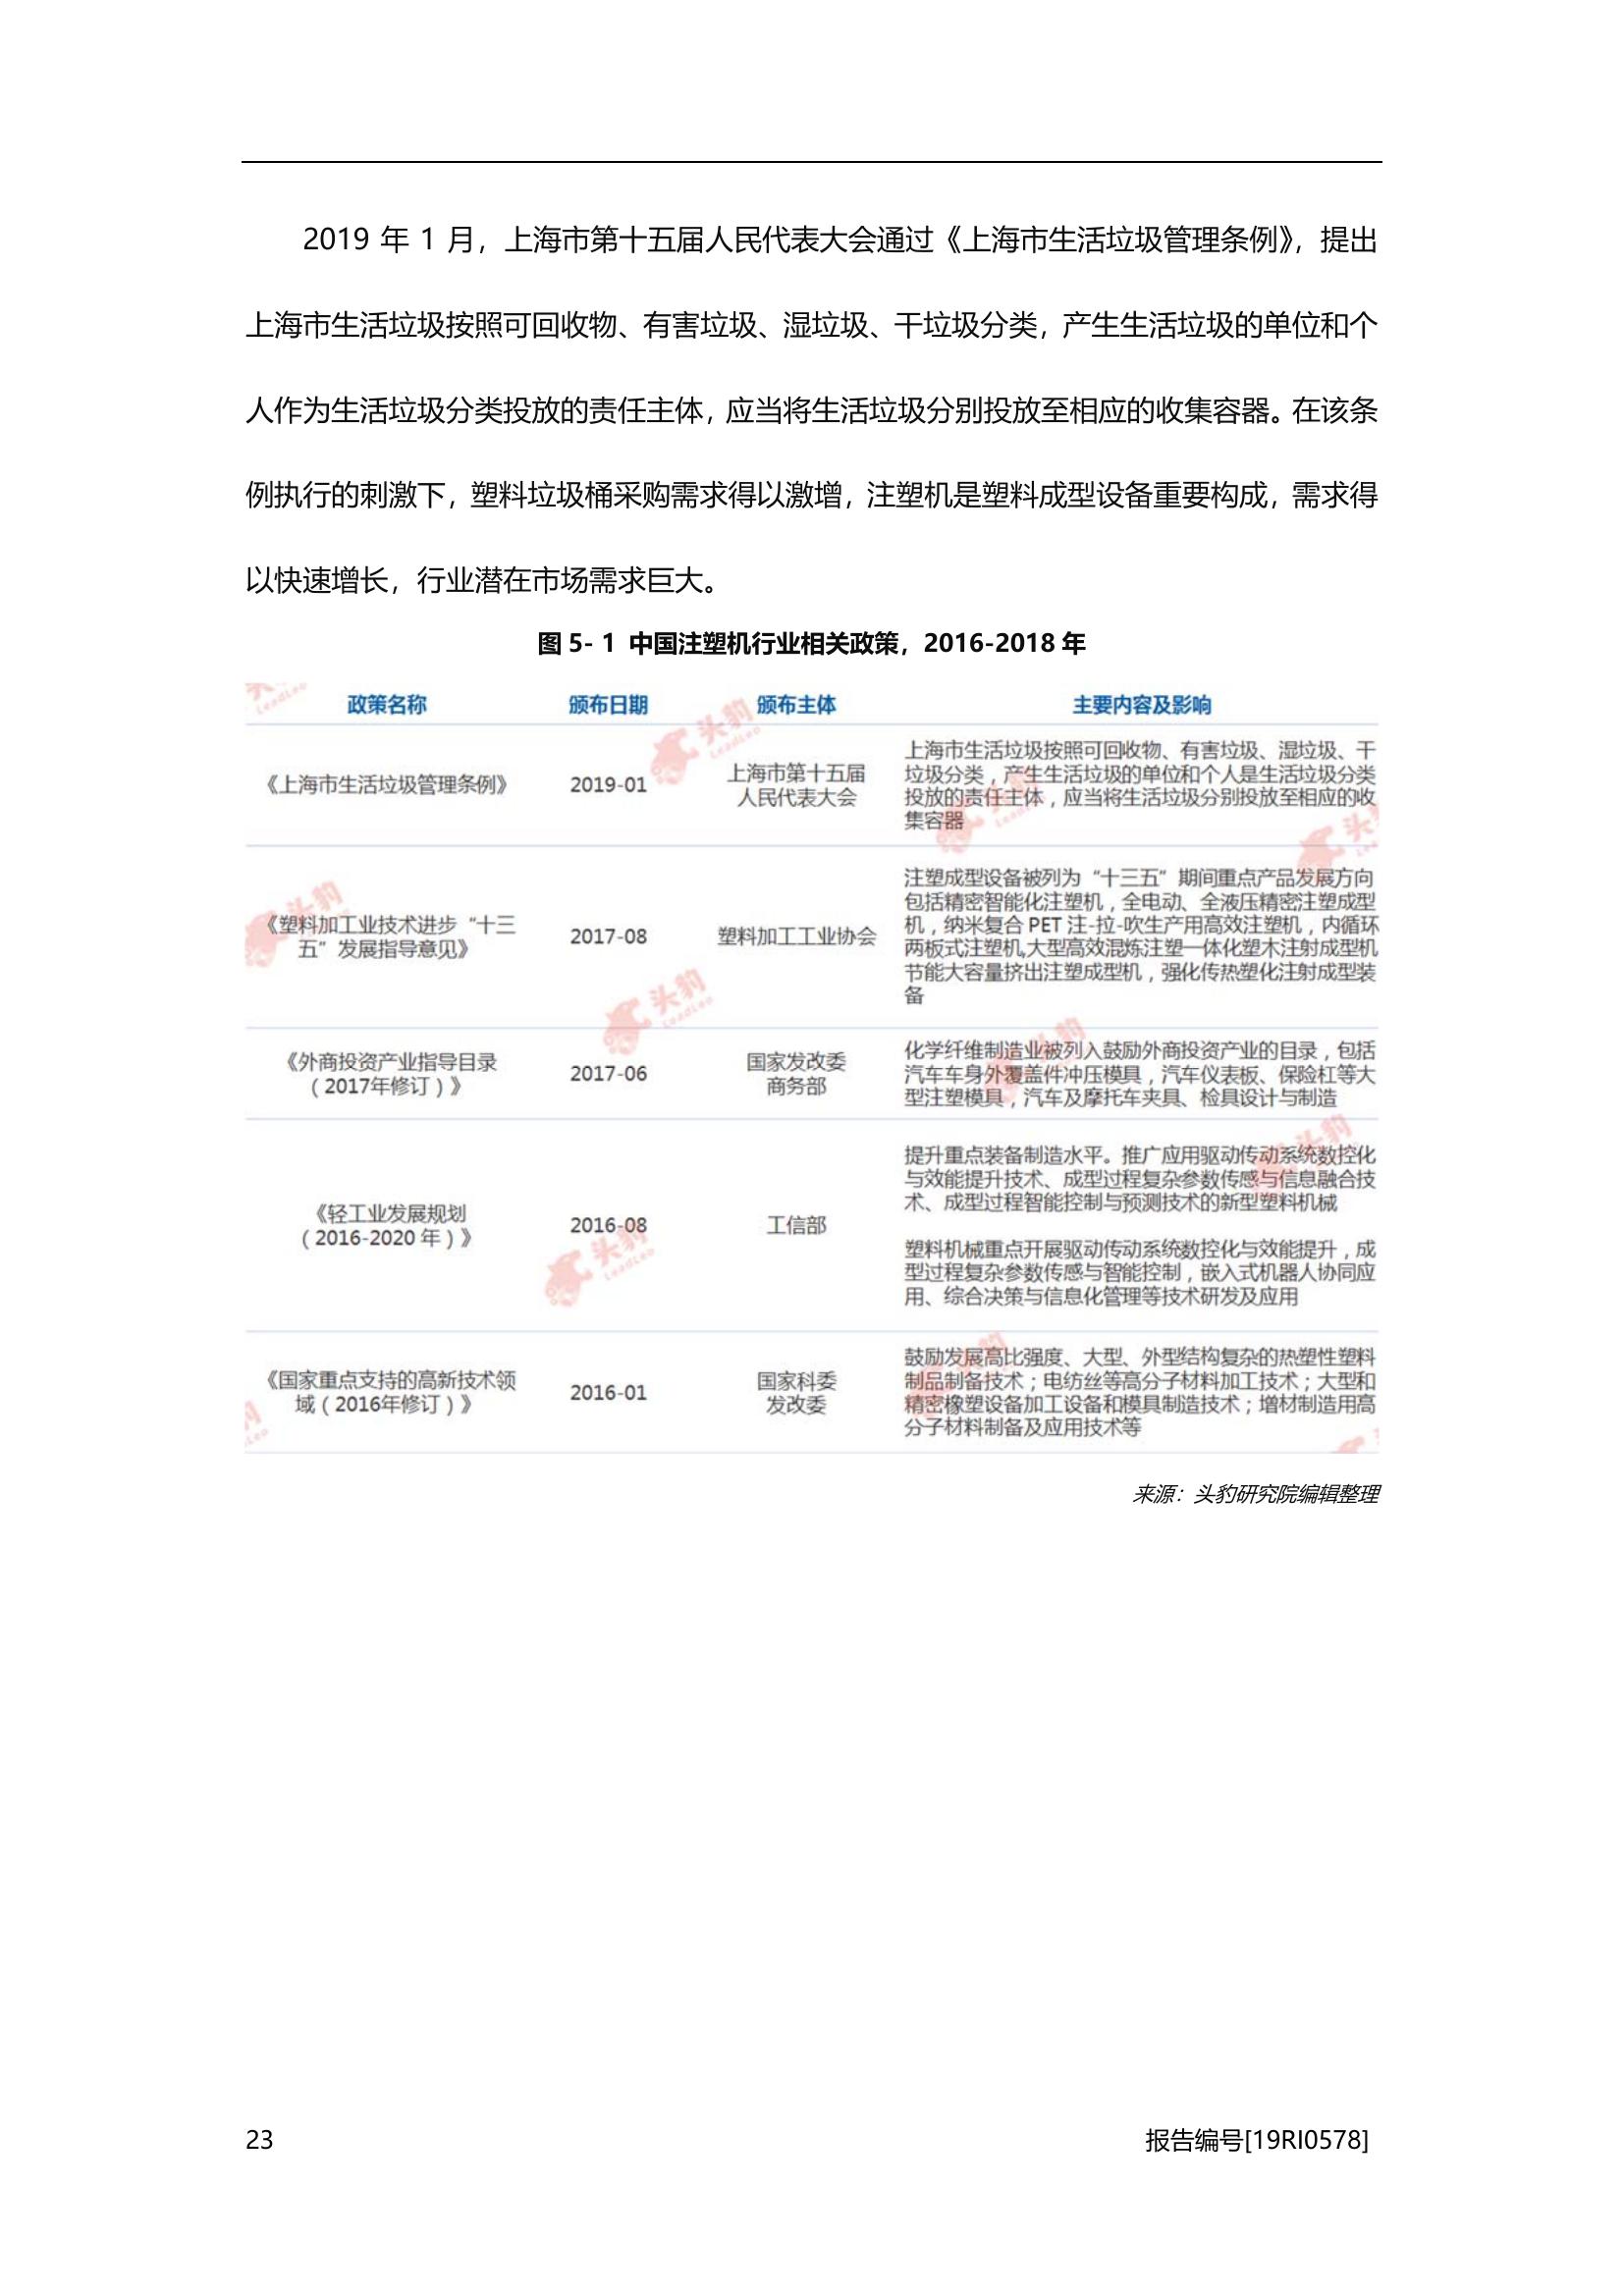 2019 年 1 月，上海市第十五届人民代表大会通过《上海市生活垃圾管理条例》，提出
上海市生活垃圾按照可回收物、有害垃圾、湿垃圾、干垃圾分类，产生生活垃圾的单位和个
人作为生活垃圾分类投放的责任主体，应当将生活垃圾分别投放至相应的收集容器。在该条
例执行的刺激下，塑料垃圾桶采购需求得以激增，注塑机是塑料成型设备重要构成，需求得
以快速增长，行业潜在市场需求巨大。
图 5- 1 中国注塑机行业相关政策，2016-2018 年
政策名称 颁布日期 颁布主体 主要内容及影响
《上海市生活垃圾管理条例》
2019-01
上海市第十五届
人民代表大会
上海市生活垃圾按照可回收物、有害垃圾、湿垃圾、干
垃圾分类，产生生活垃圾的单位和个人是生活垃圾分类
投放的责任主体，应当将生活垃圾分别投放至相应的收
集容器
《塑料加工业技术进步“十三
五”发展指导意见》
2017-08
塑料加工工业协会
注塑成型设备被列为“十三五”期间重点产品发展方向
包括精密智能化注塑机，全电动、全液压精密注塑成型
机，纳米复合 PET 注-拉-吹生产用高效注塑机，内循环
两板式注塑机,大型高效混炼注塑一体化塑木注射成型机
节能大容量挤出注塑成型机，强化传热塑化注射成型装
备
《外商投资产业指导目录
（2017年修订）》
2017-06
国家发改委
商务部
化学纤维制造业被列入鼓励外商投资产业的目录，包括
汽车车身外覆盖件冲压模具，汽车仪表板、保险杠等大
型注塑模具，汽车及摩托车夹具、检具设计与制造
《轻工业发展规划
（2016-2020 年）》
2016-08
工信部
提升重点装备制造水平。推广应用驱动传动系统数控化
与效能提升技术、成型过程复杂参数传感与信息融合技
术、成型过程智能控制与预测技术的新型塑料机械
塑料机械重点开展驱动传动系统数控化与效能提升，成
型过程复杂参数传感与智能控制，嵌入式机器人协同应
用、综合决策与信息化管理等技术研发及应用
《国家重点支持的高新技术领
域（2016年修订）》
2016-01
国家科委
发改委
鼓励发展高比强度、大型、外型结构复杂的热塑性塑料
制品制备技术；电纺丝等高分子材料加工技术；大型和
精密橡塑设备加工设备和模具制造技术；增材制造用高
分子材料制备及应用技术等
来源：头豹研究院编辑整理
23 报告编号[19RI0578]